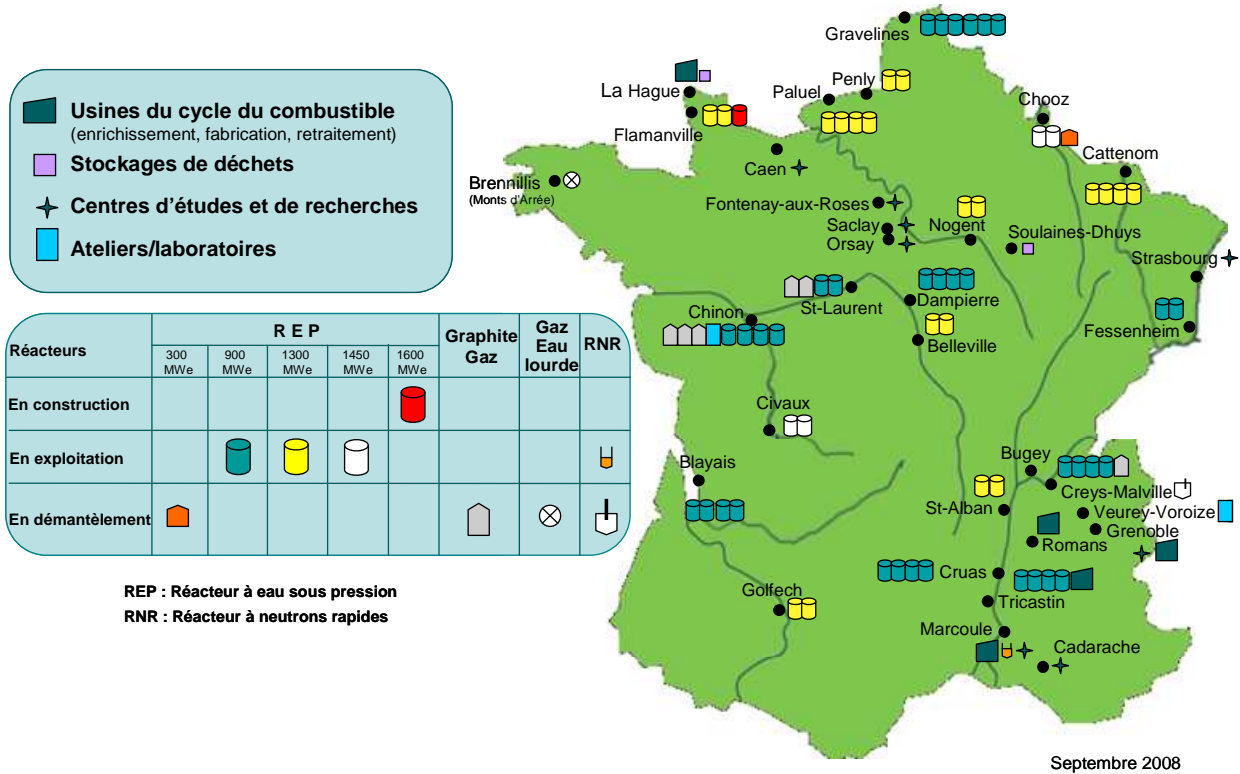 Usines du cycle du combustible
(enrichissement, fabrication, retraitement)
Stockages de déchets
Centres d'études et de recherches
Ateliers/laboratoires
Réacteurs
R E P
Graphite
Gaz
Gaz
Eau
lourde
RNR
300
MWe
900
MWe
1300
MWe
1450
MWe
1600
MWe
En construction
En exploitation
En démantèlement
REP : Réacteur à eau sous pression
RNR : Réacteur à neutrons rapides
Gravelines
La Hague
Penly
Paluel
Chooz
Flamanville
Caen
Cattenom
Brennillis
(Monts d'Arrée)
Fontenay-aux-Roses
Saclay
Orsay
Nogent
Soulaines-Dhuys
Strasbourg
St-Laurent
Dampierre
Chinon
Fessenheim
Belleville
Civaux
Blayais
Bugey
Creys-Malville
St-Alban
Veurey-Voroize
Grenoble
Romans
Cruas
Golfech
Tricastin
Marcoule
Cadarache
Septembre 2008